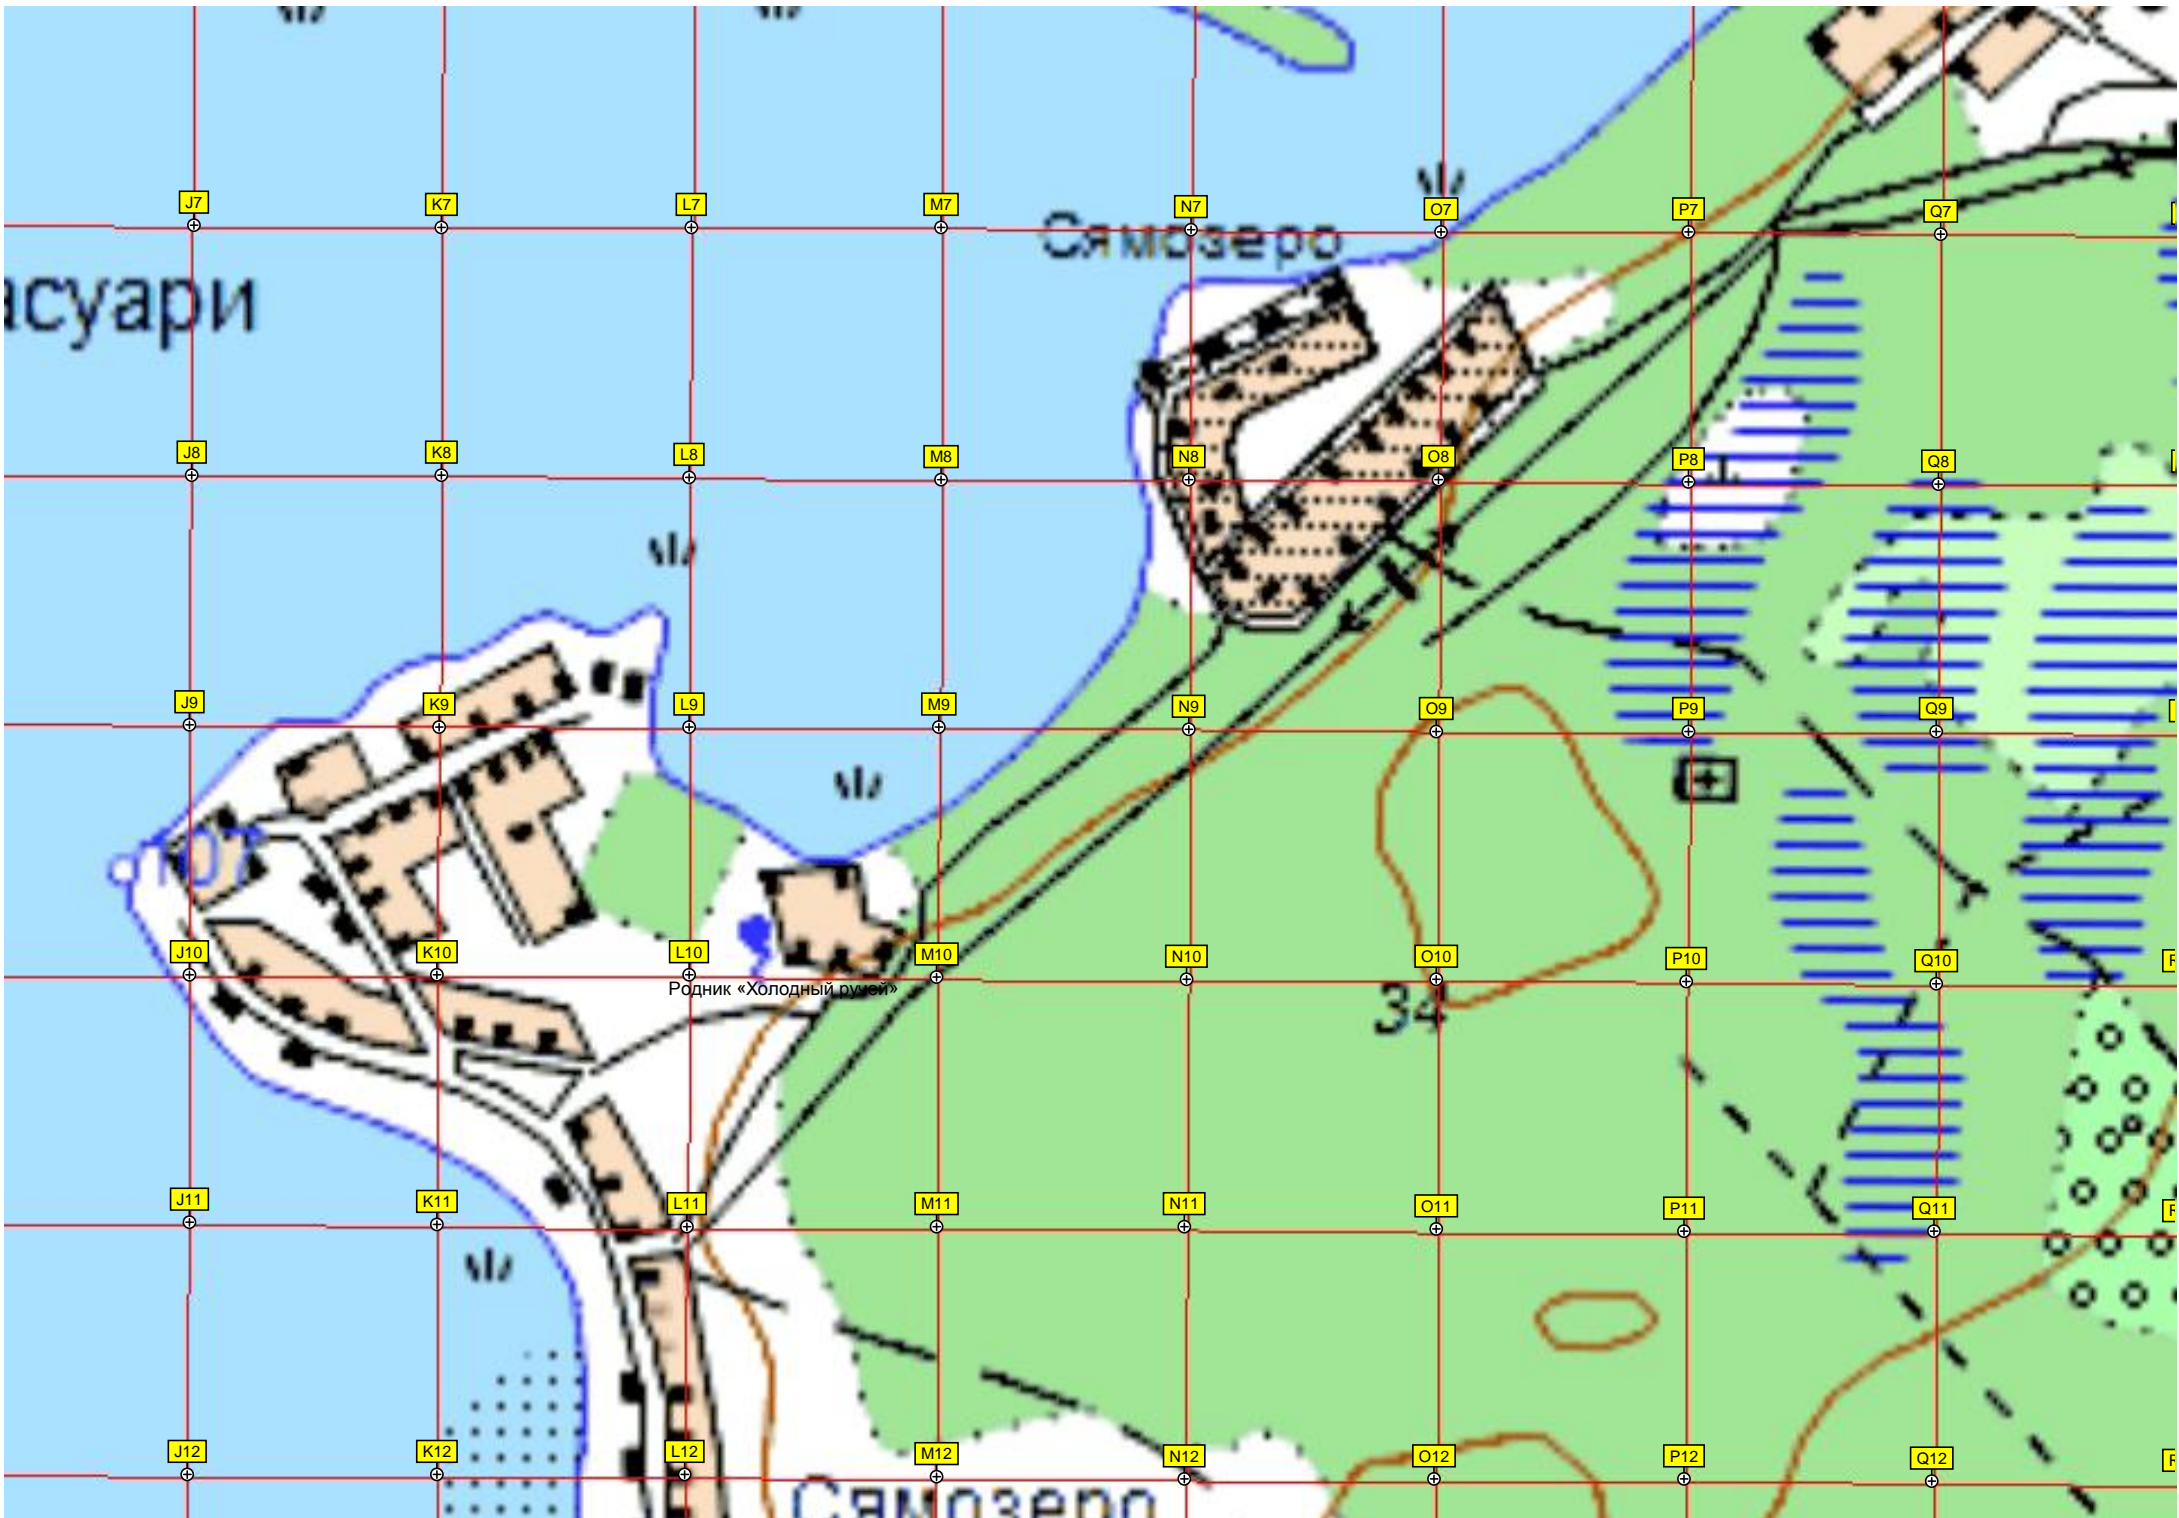 J7 K7 L7 M7 N7 O7 P7 Q7
Сямозеро
асуари
J8 K8 L8 M8 N8 O8 P8 Q8
J9 K9 L9 M9 N9 O9 P9 Q9
107
J10 K10 L10 M10 N10 O10 P10 Q10
Родник «Холодный ручей»
34
J11 K11 L11 M11 N11 O11 P11 Q11
J12 K12 L12 M12 N12 O12 P12 Q12
Сямозеро